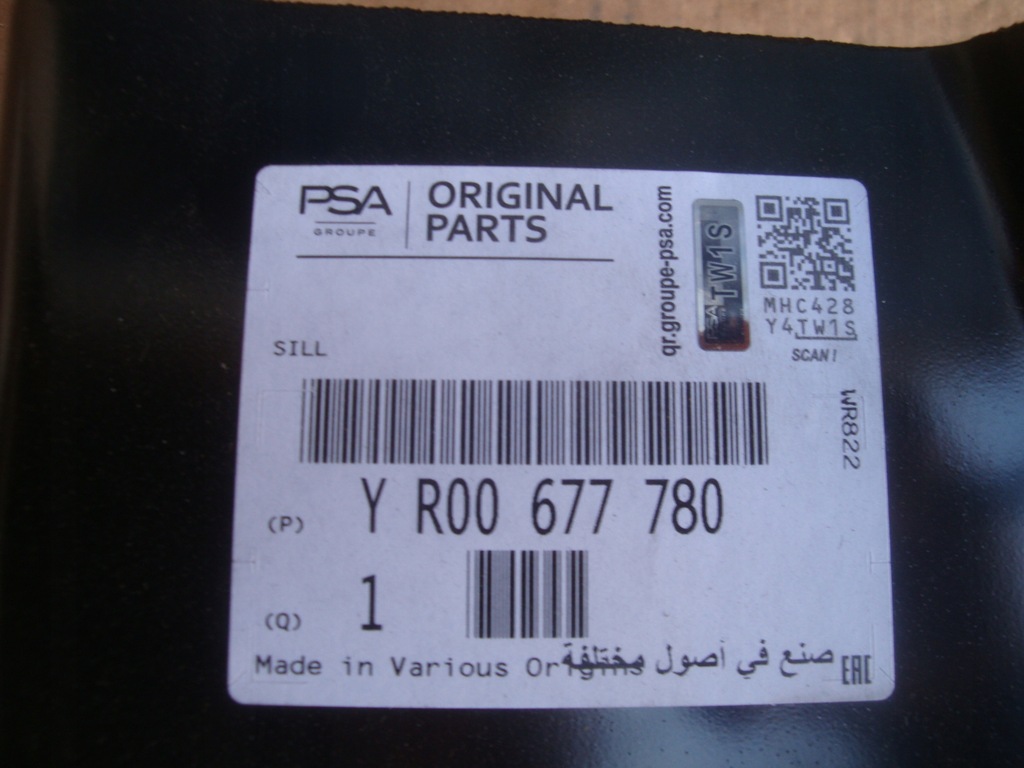 PSA
GROUPE
ORIGINAL
PARTS
qr.groupe-psa.com
PSA
TW1S
MHC428
Y4TW1S
SCAN!
SILL
WR822
(P) Y R00 677 780
(Q) 1
Made in Various Origins صنع في أصول مختلفة
EAC